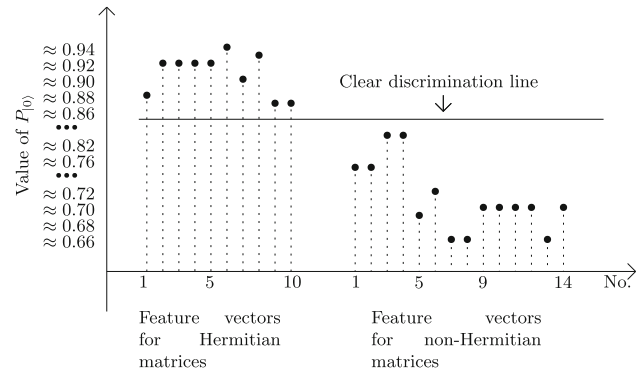 ≈ 0.94
≈ 0.92
≈ 0.90
≈ 0.88
≈ 0.86
•••
≈ 0.82
≈ 0.76
•••
≈ 0.72
≈ 0.70
≈ 0.68
≈ 0.66
Value of P|0⟩
Clear discrimination line
1 5 10 1 5 9 14 No.
Feature vectors
for Hermitian
matrices
Feature vectors
for non-Hermitian
matrices